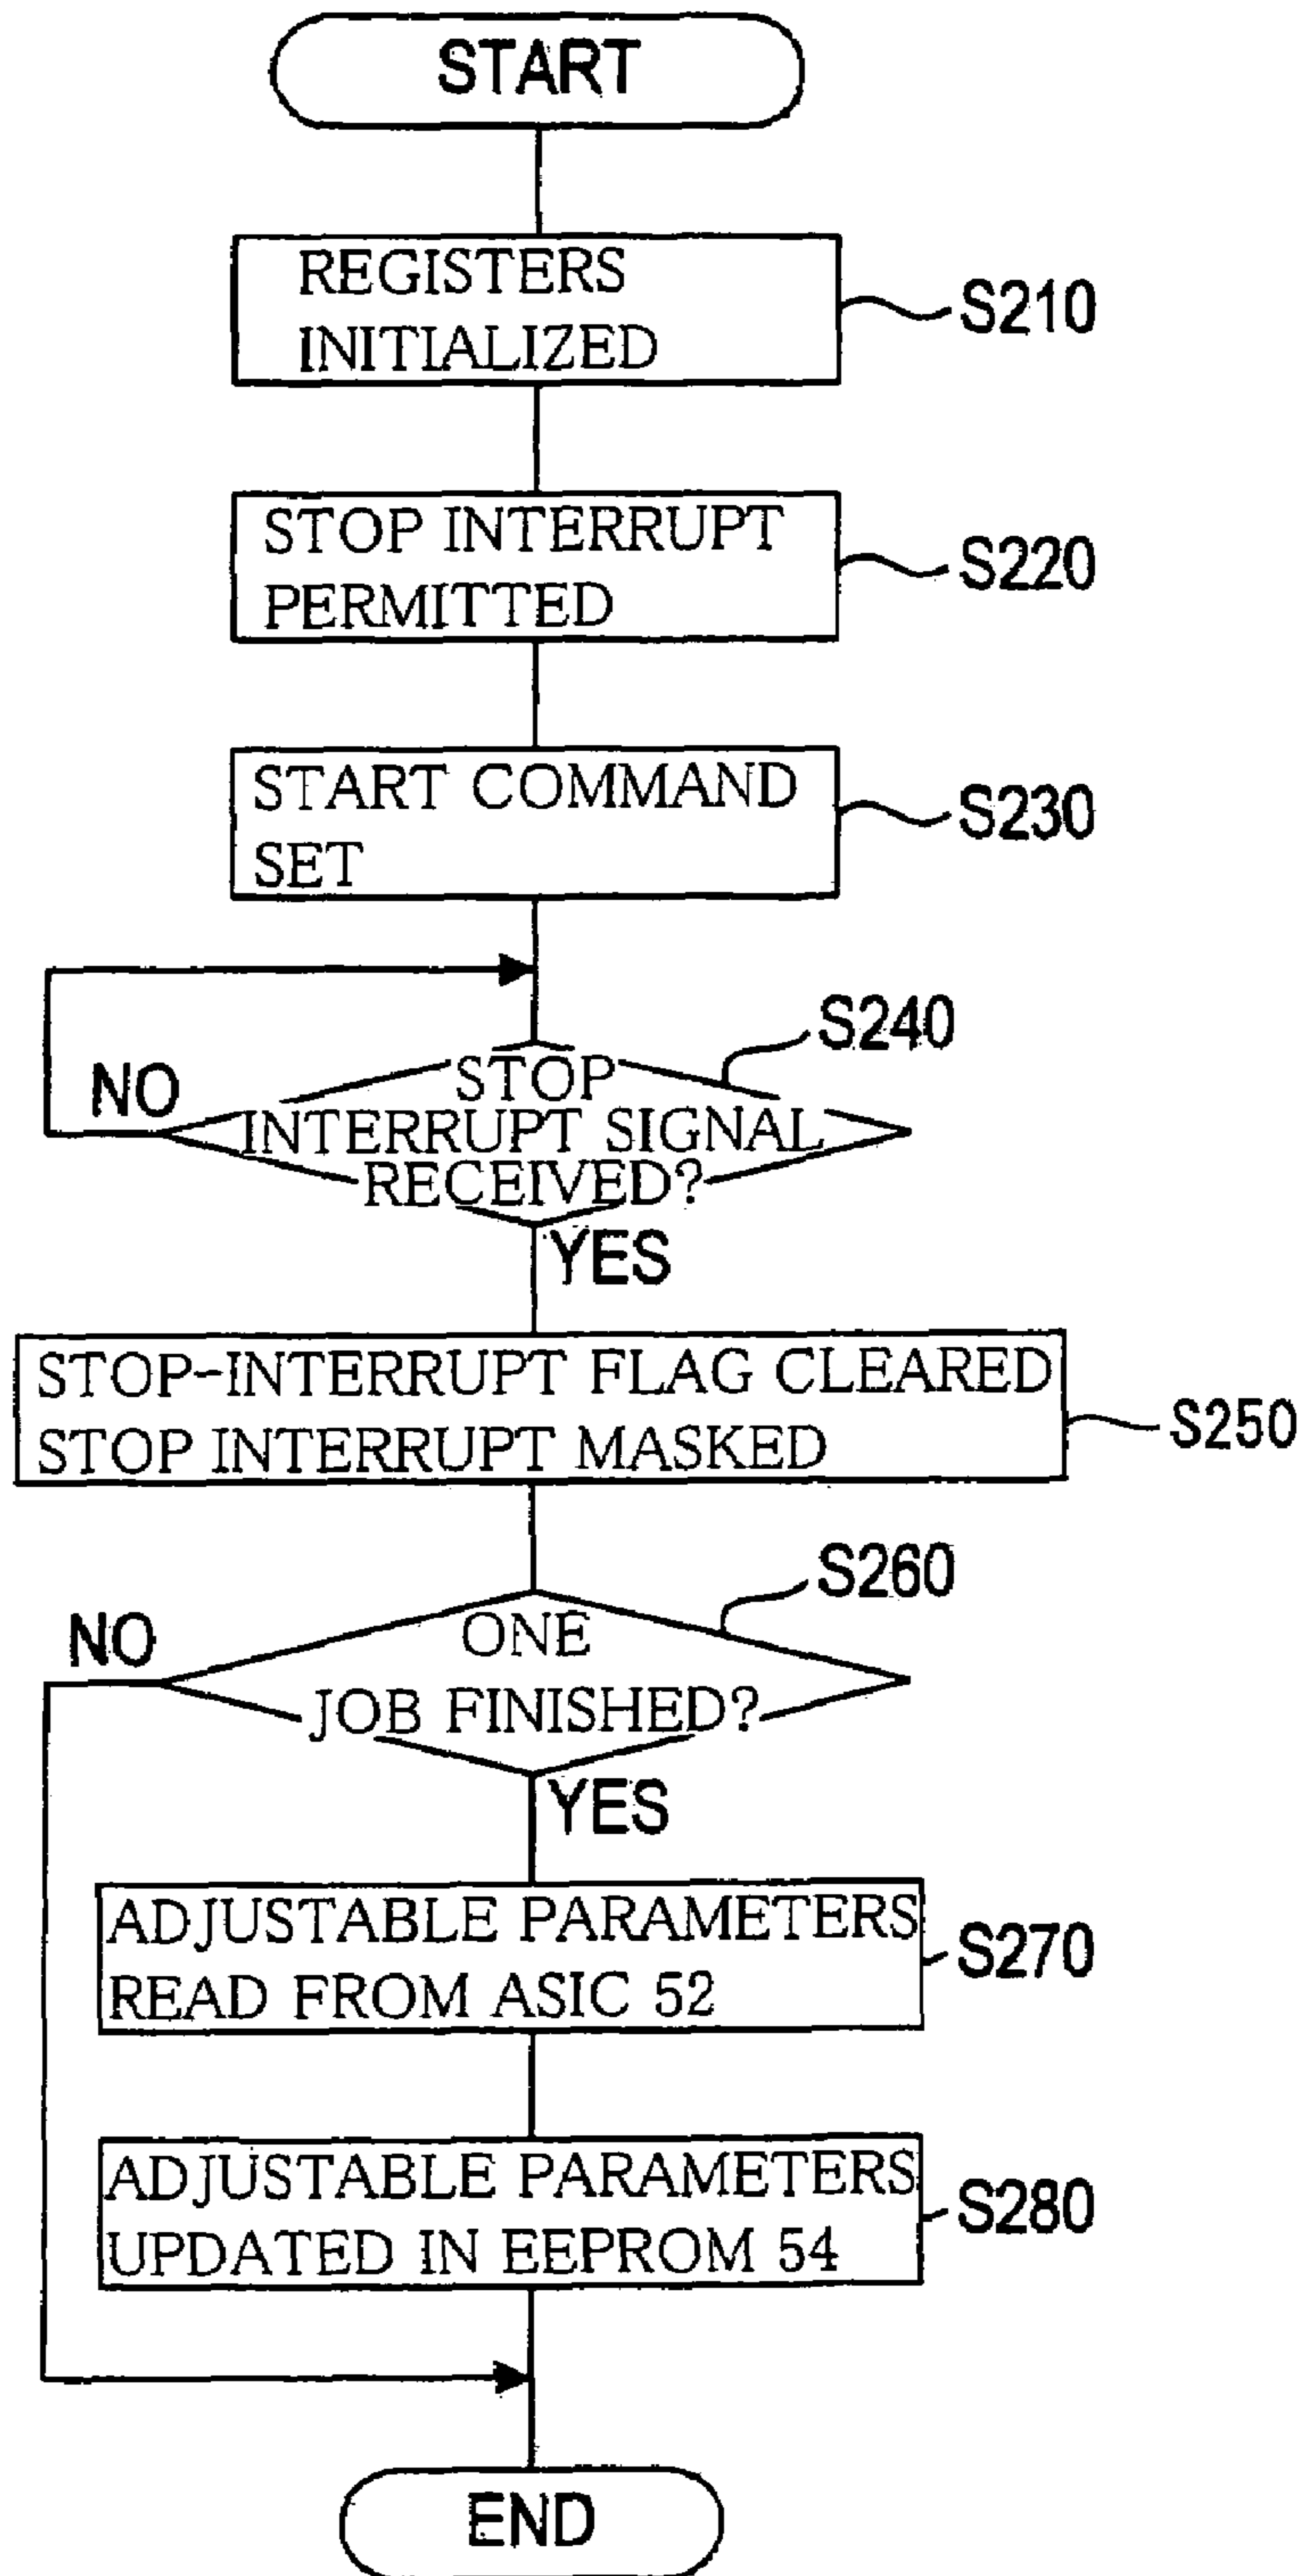 START
REGISTERS
INITIALIZED
S210
STOP INTERRUPT
PERMITTED
S220
START COMMAND
SET
S230
S240
STOP
INTERRUPT SIGNAL
RECEIVED?
NO
YES
STOP-INTERRUPT FLAG CLEARED
STOP INTERRUPT MASKED
S250
S260
ONE
JOB FINISHED?
NO
YES
ADJUSTABLE PARAMETERS
READ FROM ASIC 52
S270
ADJUSTABLE PARAMETERS
UPDATED IN EEPROM 54
S280
END